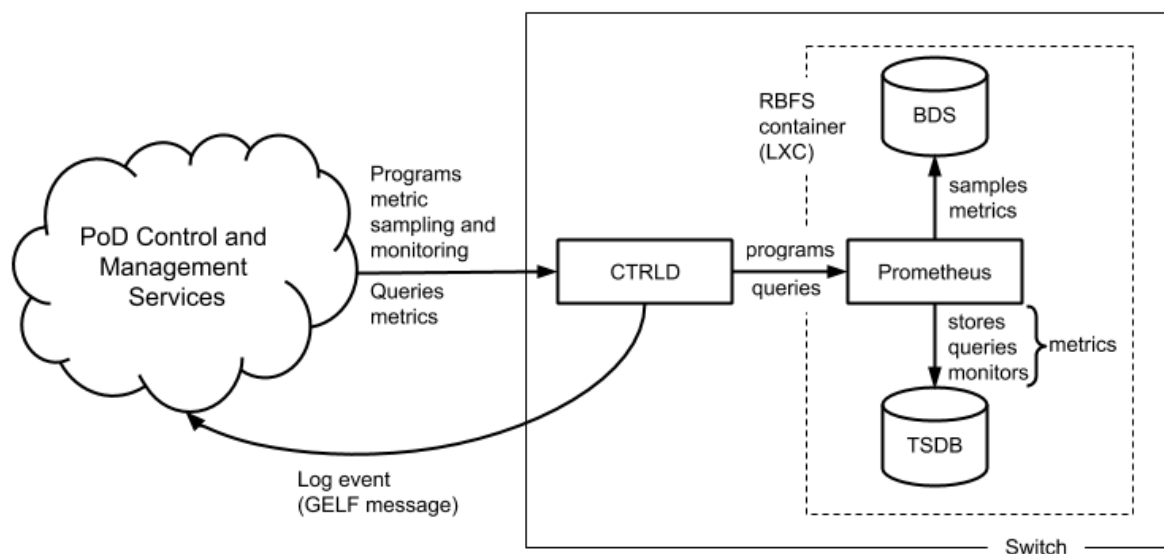 PoD Control and
Management
Services
Programs
metric
sampling and
monitoring
Queries
metrics
CTRLD
programs
queries
RBFS
container
(LXC)
BDS
samples
metrics
Prometheus
stores
queries
monitors
metrics
TSDB
Log event
(GELF message)
Switch